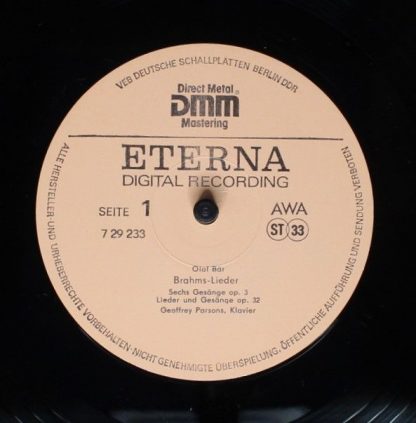 VEB DEUTSCHE SCHALLPLATTEN BERLIN DDR
Direct Metal
DMM
Mastering
ETERNA
DIGITAL RECORDING
SEITE 1
AWA
7 29 233
ST 33
Olaf Bär
Brahms-Lieder
Sechs Gesänge op. 3
Lieder und Gesänge op. 32
Geoffrey Parsons, Klavier
ALLE HERSTELLER- UND URHEBERRECHTE VORBEHALTEN · NICHT GENEHMIGTE ÜBERSPIELUNG, ÖFFENTLICHE AUFFÜHRUNG UND SENDUNG VERBOTEN